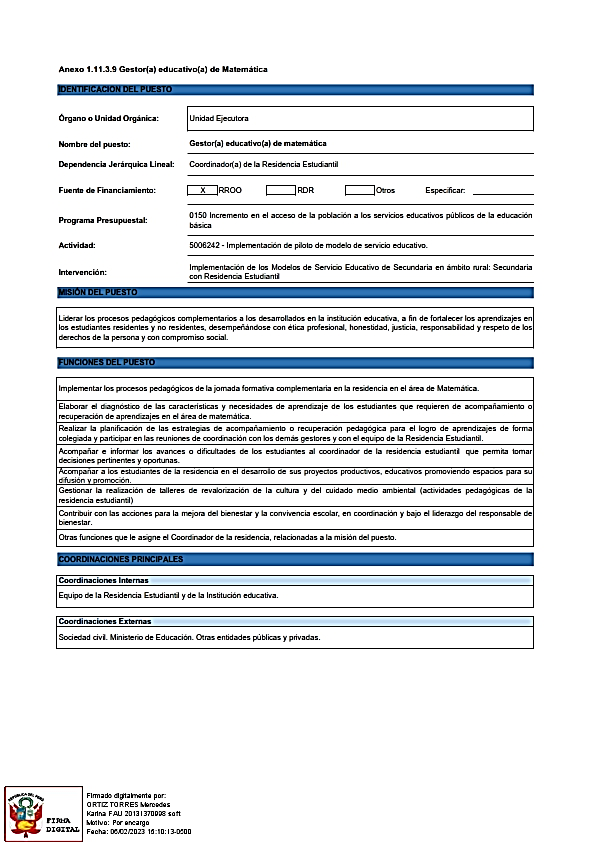 Anexo 1.11.3.9 Gestor(a) educativo(a) de Matemática
IDENTIFICACIÓN DEL PUESTO
Órgano o Unidad Orgánica: Unidad Ejecutora
Nombre del puesto: Gestor(a) educativo(a) de matemática
Dependencia Jerárquica Lineal: Coordinador(a) de la Residencia Estudiantil
Fuente de Financiamiento: X RROO RDR Otros Especificar:
Programa Presupuestal: 0150 Incremento en el acceso de la población a los servicios educativos públicos de la educación
básica
Actividad: 5006242 - Implementación de piloto de modelo de servicio educativo.
Intervención: Implementación de los Modelos de Servicio Educativo de Secundaria en ámbito rural: Secundaria
con Residencia Estudiantil
MISIÓN DEL PUESTO
Liderar los procesos pedagógicos complementarios a los desarrollados en la institución educativa, a fin de fortalecer los aprendizajes en
los estudiantes residentes y no residentes, desempeñándose con ética profesional, honestidad, justicia, responsabilidad y respeto de los
derechos de la persona y con compromiso social.
FUNCIONES DEL PUESTO
Implementar los procesos pedagógicos de la jornada formativa complementaria en la residencia en el área de Matemática.
Elaborar el diagnóstico de las características y necesidades de aprendizaje de los estudiantes que requieren de acompañamiento o
recuperación de aprendizajes en el área de matemática.
Realizar la planificación de las estrategias de acompañamiento o recuperación pedagógica para el logro de aprendizajes de forma
colegiada y participar en las reuniones de coordinación con los demás gestores y con el equipo de la Residencia Estudiantil.
Acompañar e informar los avances o dificultades de los estudiantes al coordinador de la residencia estudiantil que permita tomar
decisiones pertinentes y oportunas.
Acompañar a los estudiantes de la residencia en el desarrollo de sus proyectos productivos, educativos promoviendo espacios para su
difusión y promoción.
Gestionar la realización de talleres de revalorización de la cultura y del cuidado medio ambiental (actividades pedagógicas de la
residencia estudiantil)
Contribuir con las acciones para la mejora del bienestar y la convivencia escolar, en coordinación y bajo el liderazgo del responsable de
bienestar.
Otras funciones que le asigne el Coordinador de la residencia, relacionadas a la misión del puesto.
COORDINACIONES PRINCIPALES
Coordinaciones Internas
Equipo de la Residencia Estudiantil y de la Institución educativa.
Coordinaciones Externas
Sociedad civil. Ministerio de Educación. Otras entidades públicas y privadas.
REPUBLICA DEL PERU
FIRMA
DIGITAL
Firmado digitalmente por:
ORTIZ TORRES Mercedes
Karina FAU 20131370998 soft
Motivo: Por encargo
Fecha: 06/02/2023 16:10:13-0500